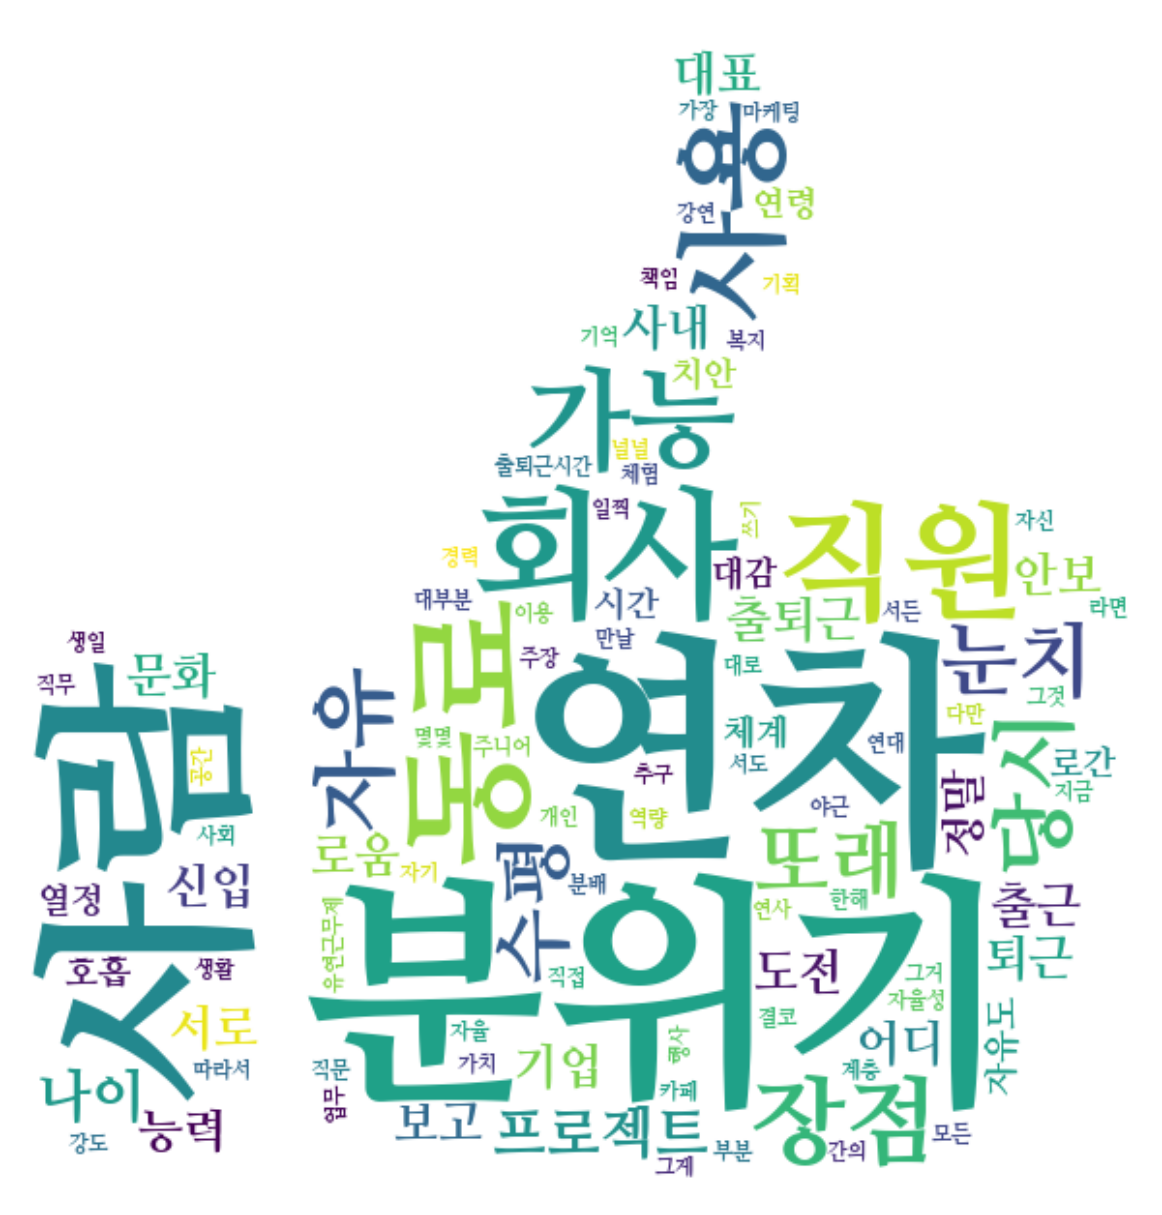 대표
가장
마케팅
사용
강연
연령
책임
기획
기억
사내
복지
치안
가능
널널
출퇴근시간
체험
회사
일찍
쓰기
직원
자신
경력
대감
안보
대부분
이용
시간
출퇴근
서든
라면
생일
문화
직무
동료
주장
만날
연차
대로
눈치
그것
자유
몇몇
주니어
체계
서도
연대
다만
당시
로간
지금
사람
공간
사회
추구
정말
개인
역량
야근
로움
자기
수평
분배
또래
연사
한해
출근
열정
신입
호흡
생활
유연근무제
분위기
직접
도전
그거
자율성
퇴근
서로
자율
가치
기업
행사
결코
어디
자유도
나이
따라서
직문
업무
카페
계층
장점
강도
능력
보고
프로젝트
그게
부분
간의
모든